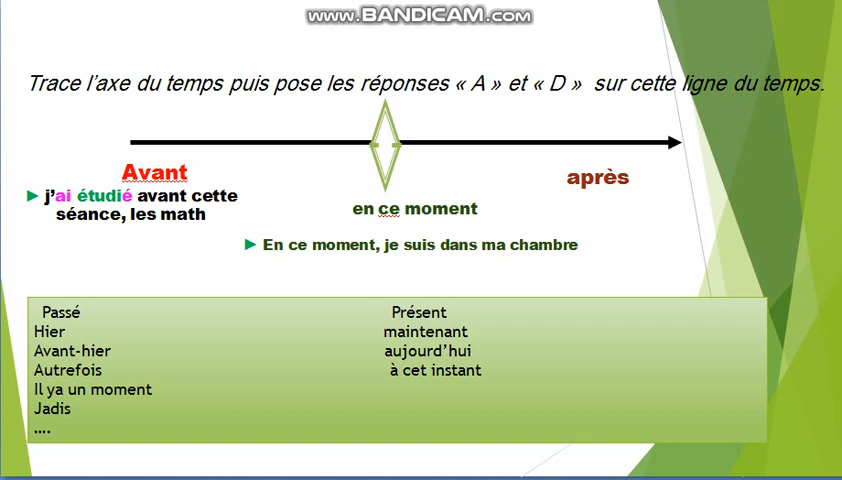 www.BANDICAM.com
Trace l’axe du temps puis pose les réponses « A » et « D » sur cette ligne du temps.
Avant
après
► j’ai étudié avant cette
séance, les math
en ce moment
► En ce moment, je suis dans ma chambre
Passé Présent
Hier maintenant
Avant-hier aujourd’hui
Autrefois à cet instant
Il ya un moment
Jadis
....